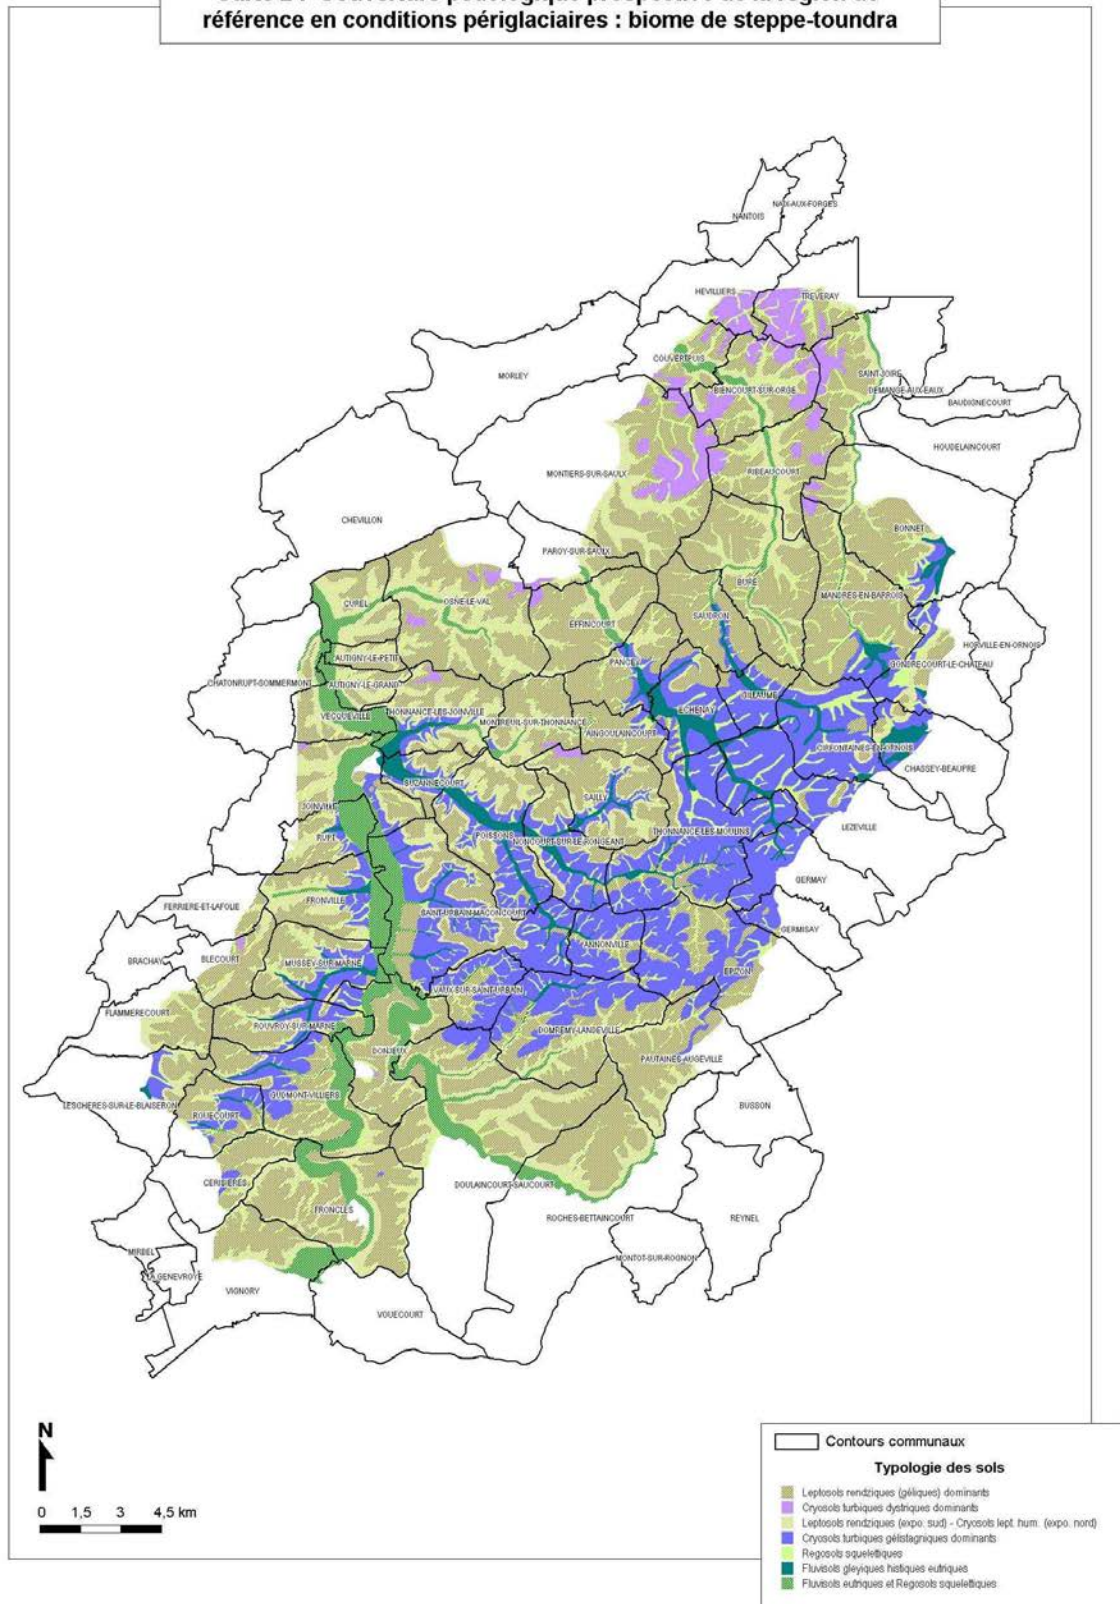 référence en conditions périglaciaires : biome de steppe-toundra
NAIX-AUX-FORGES
NANTOIS
HEVILLIERS
TREVERAY
COUVERTPUIS
MORLEY
SAINT-JOIRE
BIENCOURT-SUR-ORGE
DEMANGE-AUX-EAUX
BAUDIGNECOURT
HOUDELAINCOURT
MONTIERS-SUR-SAULX
RIBEAUCOURT
CHEVILLON
BONNET
PAROY-SUR-SAULX
BURE
MANDRES-EN-BARROIS
CUREL
OSNE-LE-VAL
EFFINCOURT
SAUDRON
HORVILLE-EN-ORNOIS
AUTIGNY-LE-PETIT
PANCEY
GONDRECOURT-LE-CHATEAU
CHATONRUPT-SOMMERMONT
AUTIGNY-LE-GRAND
GILLAUME
ECHENAY
VECQUEVILLE
THONNANCE-LES-JOINVILLE
MONTREUIL-SUR-THONNANCE
AINGOULAINCOURT
CIRFONTAINES-EN-ORNOIS
CHASSEY-BEAUPRE
SUZANNECOURT
SAILLY
JOINVILLE
LEZEVILLE
RUPT
POISSONS
NONCOURT-SUR-LE-RONGEANT
THONNANCE-LES-MOULINS
GERMAY
FRONVILLE
FERRIERE-ET-LAFOLIE
SAINT-URBAIN-MACONCOURT
GERMISAY
ANNONVILLE
BRACHAY
BLECOURT
MUSSEY-SUR-MARNE
EPIZON
VAUX-SUR-SAINT-URBAIN
FLAMMERECOURT
ROUVROY-SUR-MARNE
DOMREMY-LANDEVILLE
DONJEUX
PAUTAINES-AUGEVILLE
GUDMONT-VILLIERS
LESCHERES-SUR-LE-BLAISERON
BUSSON
ROUECOURT
CERISIERES
DOULAINCOURT-SAUCOURT
FRONCLES
ROCHES-BETTAINCOURT
REYNEL
MIRBEL
MONTOT-SUR-ROGNON
LA GENEVROYE
VIGNORY
VOUECOURT
N
0 1,5 3 4,5 km
Contours communaux
Typologie des sols
Leptosols rendziques (géliques) dominants
Cryosols turbiques dystriques dominants
Leptosols rendziques (expo. sud) - Cryosols lept. hum. (expo. nord)
Cryosols turbiques gélistagniques dominants
Regosols squelettiques
Fluvisols gleyiques histiques eutriques
Fluvisols eutriques et Regosols squelettiques